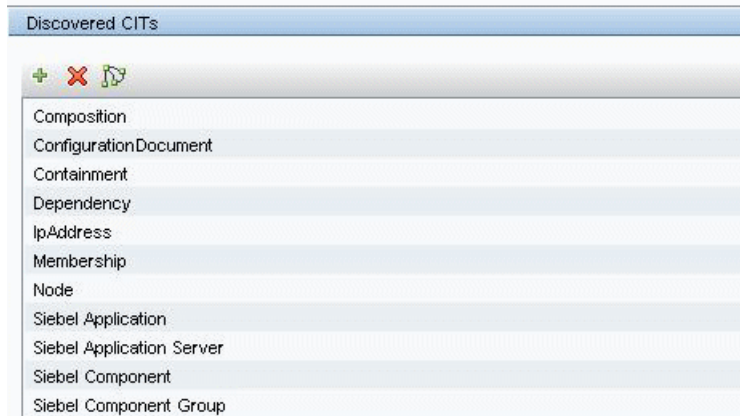 Discovered CITs
Composition
ConfigurationDocument
Containment
Dependency
IpAddress
Membership
Node
Siebel Application
Siebel Application Server
Siebel Component
Siebel Component Group